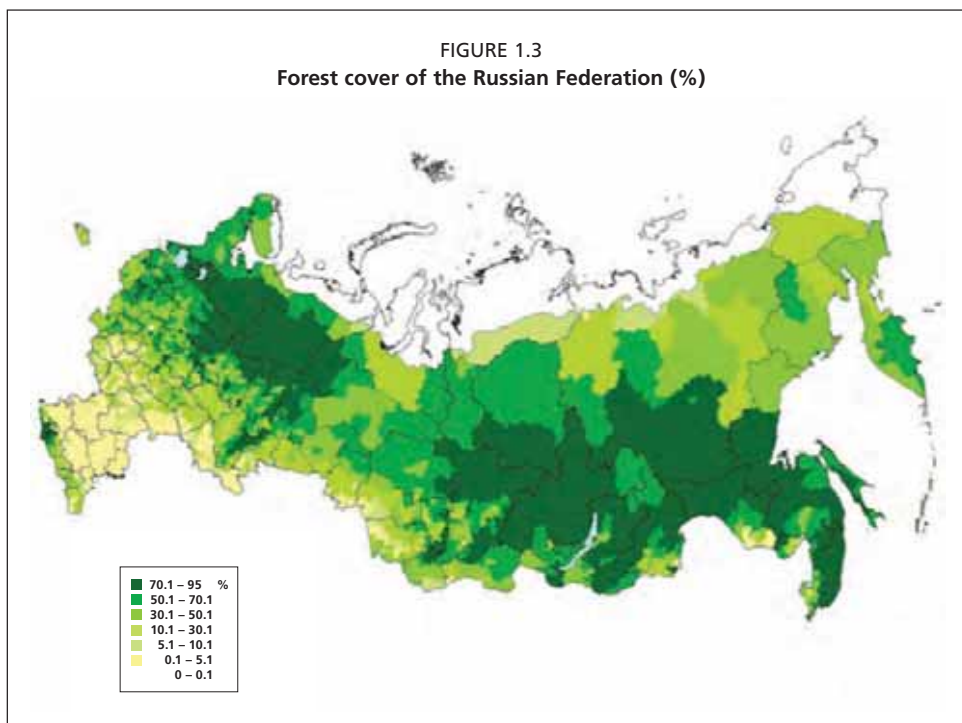 FIGURE 1.3
Forest cover of the Russian Federation (%)
70.1 – 95 %
50.1 – 70.1
30.1 – 50.1
10.1 – 30.1
5.1 – 10.1
0.1 – 5.1
0 – 0.1